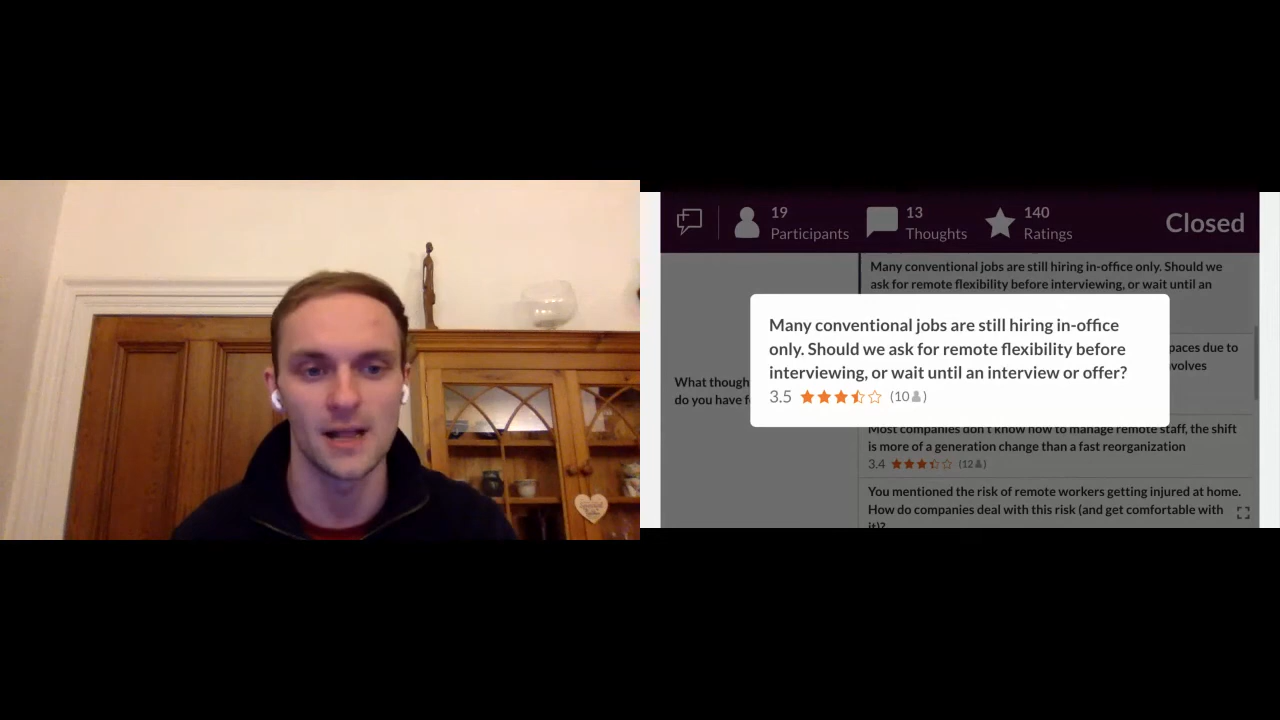 19
Participants
13
Thoughts
140
Ratings
Closed
Many conventional jobs are still hiring in-office only. Should we
ask for remote flexibility before interviewing, or wait until an
Many conventional jobs are still hiring in-office
only. Should we ask for remote flexibility before
interviewing, or wait until an interview or offer?
3.5 (10)
What though
do you have f
paces due to
volves
Most companies don't know how to manage remote staff, the shift
is more of a generation change than a fast reorganization
3.4 (12)
You mentioned the risk of remote workers getting injured at home.
How do companies deal with this risk (and get comfortable with
it)?